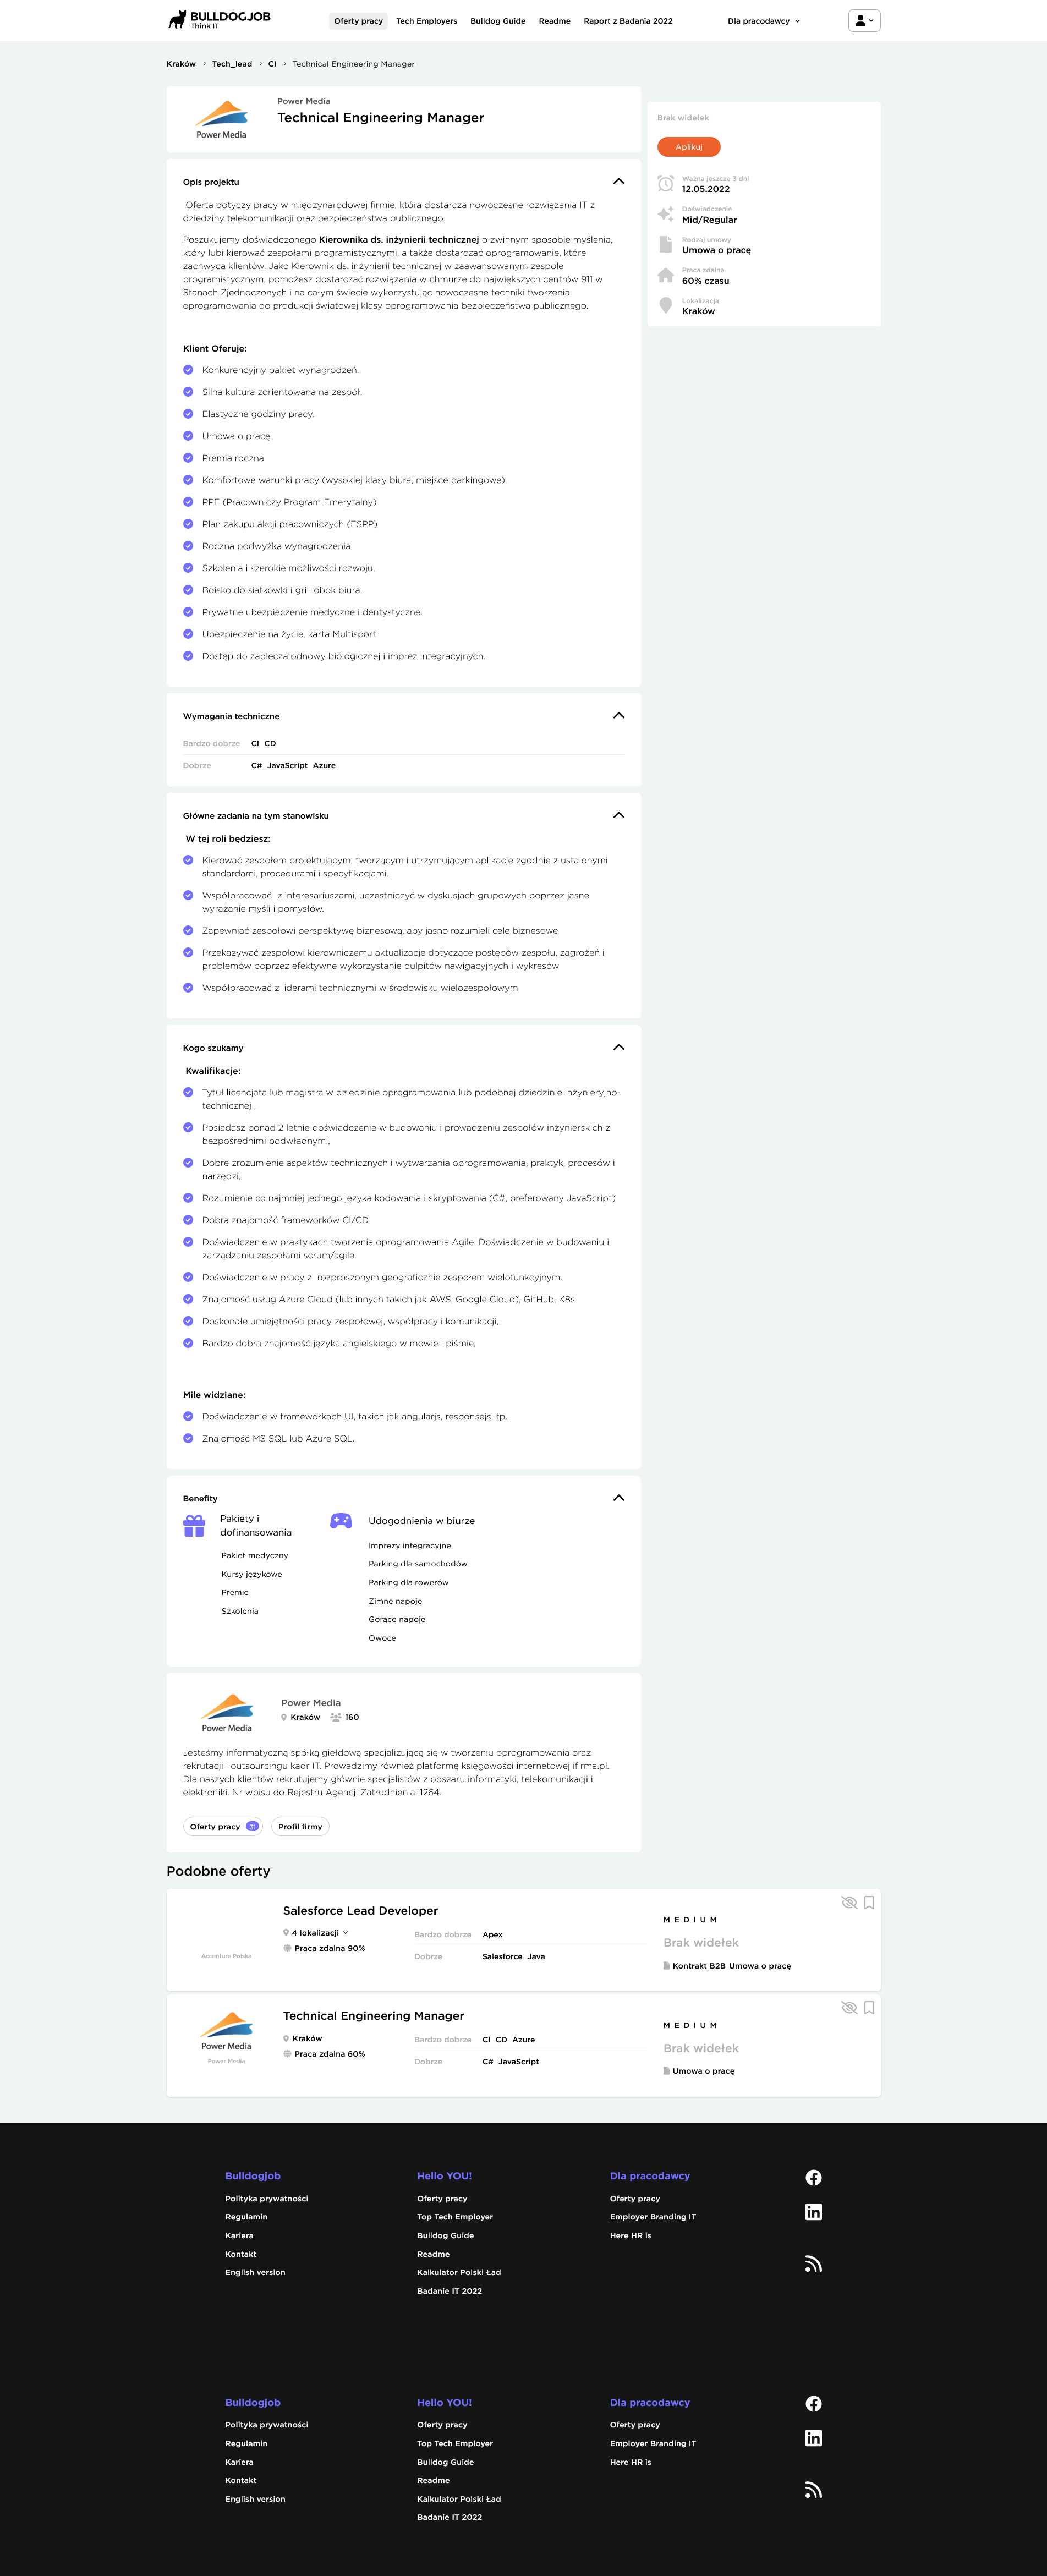 BULLDOGJOB
Think IT
Oferty pracy Tech Employers Bulldog Guide Readme Raport z Badania 2022 Dla pracodawcy
Kraków > Tech_lead > CI > Technical Engineering Manager
Power Media
Power Media
Technical Engineering Manager
Brak widełek
Aplikuj
Ważna jeszcze 3 dni
12.05.2022
Doświadczenie
Mid/Regular
Rodzaj umowy
Umowa o pracę
Praca zdalna
60% czasu
Lokalizacja
Kraków
Opis projektu
Oferta dotyczy pracy w międzynarodowej firmie, która dostarcza nowoczesne rozwiązania IT z
dziedziny telekomunikacji oraz bezpieczeństwa publicznego.
Poszukujemy doświadczonego Kierownika ds. inżynierii technicznej o zwinnym sposobie myślenia,
który lubi kierować zespołami programistycznymi, a także dostarczać oprogramowanie, które
zachwyca klientów. Jako Kierownik ds. inżynierii technicznej w zaawansowanym zespole
programistycznym, pomożesz dostarczać rozwiązania w chmurze do największych centrów 911 w
Stanach Zjednoczonych i na całym świecie wykorzystując nowoczesne techniki tworzenia
oprogramowania do produkcji światowej klasy oprogramowania bezpieczeństwa publicznego.
Klient Oferuje:
Konkurencyjny pakiet wynagrodzeń.
Silna kultura zorientowana na zespół.
Elastyczne godziny pracy.
Umowa o pracę.
Premia roczna
Komfortowe warunki pracy (wysokiej klasy biura, miejsce parkingowe).
PPE (Pracowniczy Program Emerytalny)
Plan zakupu akcji pracowniczych (ESPP)
Roczna podwyżka wynagrodzenia
Szkolenia i szerokie możliwości rozwoju.
Boisko do siatkówki i grill obok biura.
Prywatne ubezpieczenie medyczne i dentystyczne.
Ubezpieczenie na życie, karta Multisport
Dostęp do zaplecza odnowy biologicznej i imprez integracyjnych.
Wymagania techniczne
Bardzo dobrze CI CD
Dobrze C# JavaScript Azure
Główne zadania na tym stanowisku
W tej roli będziesz:
Kierować zespołem projektującym, tworzącym i utrzymującym aplikacje zgodnie z ustalonymi
standardami, procedurami i specyfikacjami.
Współpracować z interesariuszami, uczestniczyć w dyskusjach grupowych poprzez jasne
wyrażanie myśli i pomysłów.
Zapewniać zespołowi perspektywę biznesową, aby jasno rozumieli cele biznesowe
Przekazywać zespołowi kierowniczemu aktualizacje dotyczące postępów zespołu, zagrożeń i
problemów poprzez efektywne wykorzystanie pulpitów nawigacyjnych i wykresów
Współpracować z liderami technicznymi w środowisku wielozespołowym
Kogo szukamy
Kwalifikacje:
Tytuł licencjata lub magistra w dziedzinie oprogramowania lub podobnej dziedzinie inżynieryjno-
technicznej ,
Posiadasz ponad 2 letnie doświadczenie w budowaniu i prowadzeniu zespołów inżynierskich z
bezpośrednimi podwładnymi,
Dobre zrozumienie aspektów technicznych i wytwarzania oprogramowania, praktyk, procesów i
narzędzi,
Rozumienie co najmniej jednego języka kodowania i skryptowania (C#, preferowany JavaScript)
Dobra znajomość frameworków CI/CD
Doświadczenie w praktykach tworzenia oprogramowania Agile. Doświadczenie w budowaniu i
zarządzaniu zespołami scrum/agile.
Doświadczenie w pracy z rozproszonym geograficznie zespołem wielofunkcyjnym.
Znajomość usług Azure Cloud (lub innych takich jak AWS, Google Cloud), GitHub, K8s
Doskonałe umiejętności pracy zespołowej, współpracy i komunikacji,
Bardzo dobra znajomość języka angielskiego w mowie i piśmie,
Mile widziane:
Doświadczenie w frameworkach UI, takich jak angularjs, responsejs itp.
Znajomość MS SQL lub Azure SQL.
Benefity
Pakiety i
dofinansowania
Pakiet medyczny
Kursy językowe
Premie
Szkolenia
Udogodnienia w biurze
Imprezy integracyjne
Parking dla samochodów
Parking dla rowerów
Zimne napoje
Gorące napoje
Owoce
Power Media
Power Media
Kraków 160
Jesteśmy informatyczną spółką giełdową specjalizującą się w tworzeniu oprogramowania oraz
rekrutacji i outsourcingu kadr IT. Prowadzimy również platformę księgowości internetowej ifirma.pl.
Dla naszych klientów rekrutujemy głównie specjalistów z obszaru informatyki, telekomunikacji i
elektroniki. Nr wpisu do Rejestru Agencji Zatrudnienia: 1264.
Oferty pracy 31 Profil firmy
Podobne oferty
Accenture Polska
Salesforce Lead Developer
4 lokalizacji
Praca zdalna 90%
Bardzo dobrze Apex
Dobrze Salesforce Java
MEDIUM
Brak widełek
Kontrakt B2B Umowa o pracę
Power Media
Power Media
Technical Engineering Manager
Kraków
Praca zdalna 60%
Bardzo dobrze CI CD Azure
Dobrze C# JavaScript
MEDIUM
Brak widełek
Umowa o pracę
Bulldogjob
Polityka prywatności
Regulamin
Kariera
Kontakt
English version
Hello YOU!
Oferty pracy
Top Tech Employer
Bulldog Guide
Readme
Kalkulator Polski Ład
Badanie IT 2022
Dla pracodawcy
Oferty pracy
Employer Branding IT
Here HR is
Bulldogjob
Polityka prywatności
Regulamin
Kariera
Kontakt
English version
Hello YOU!
Oferty pracy
Top Tech Employer
Bulldog Guide
Readme
Kalkulator Polski Ład
Badanie IT 2022
Dla pracodawcy
Oferty pracy
Employer Branding IT
Here HR is